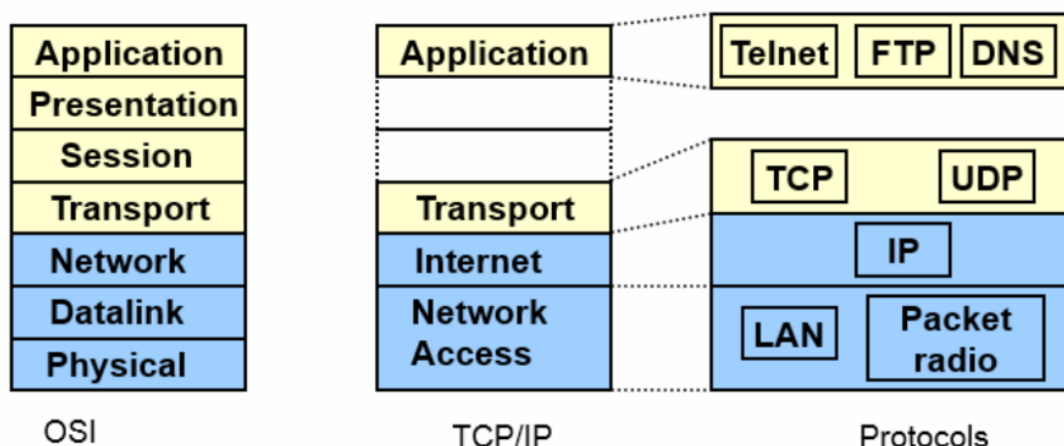 Application
Presentation
Session
Transport
Network
Datalink
Physical
OSI
Application
Transport
Internet
Network
Access
TCP/IP
Telnet FTP DNS
TCP UDP
IP
LAN Packet
radio
Protocols